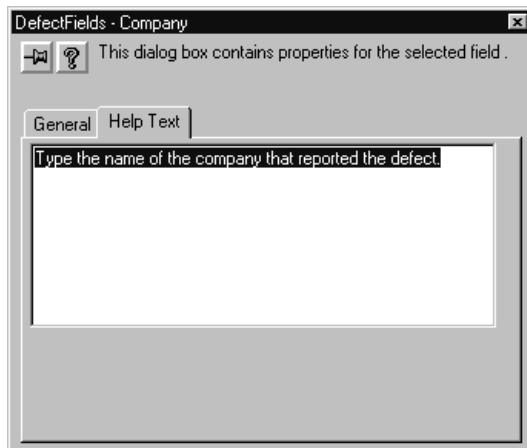 DefectFields - Company
This dialog box contains properties for the selected field .
General
Help Text
Type the name of the company that reported the defect.